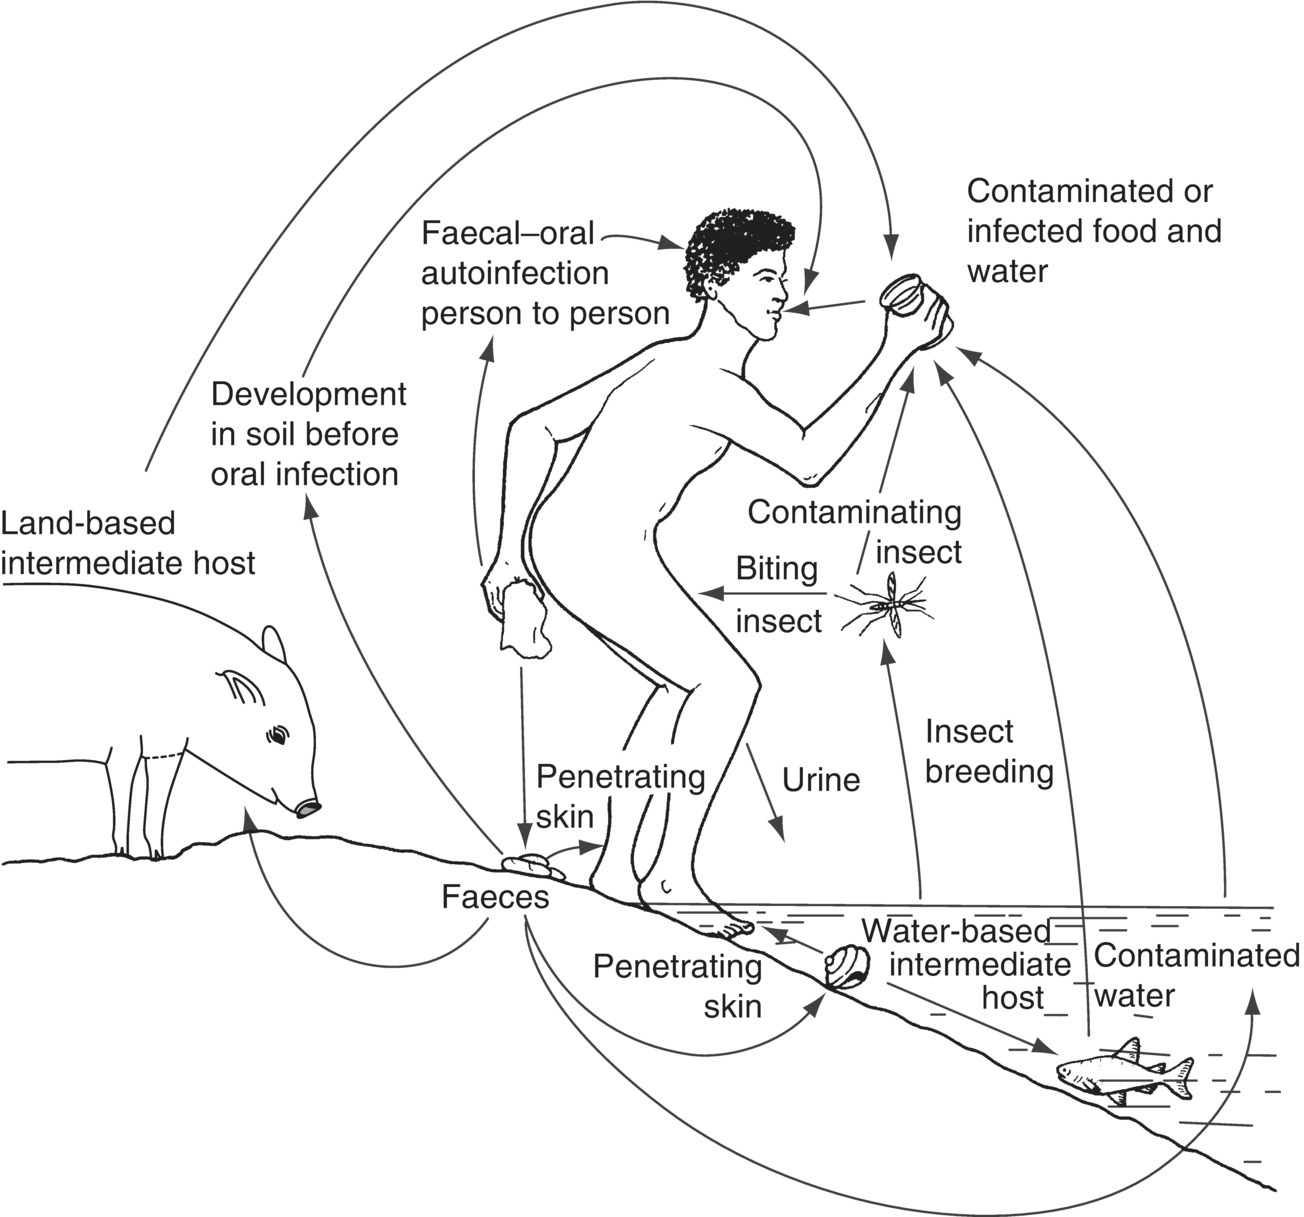 Contaminated or
infected food and
water
Faecal–oral
autoinfection
person to person
Development
in soil before
oral infection
Land-based
intermediate host
Contaminating
insect
Biting
insect
Insect
breeding
Penetrating
skin
Urine
Faeces
Water-based
intermediate
host
Contaminated
water
Penetrating
skin